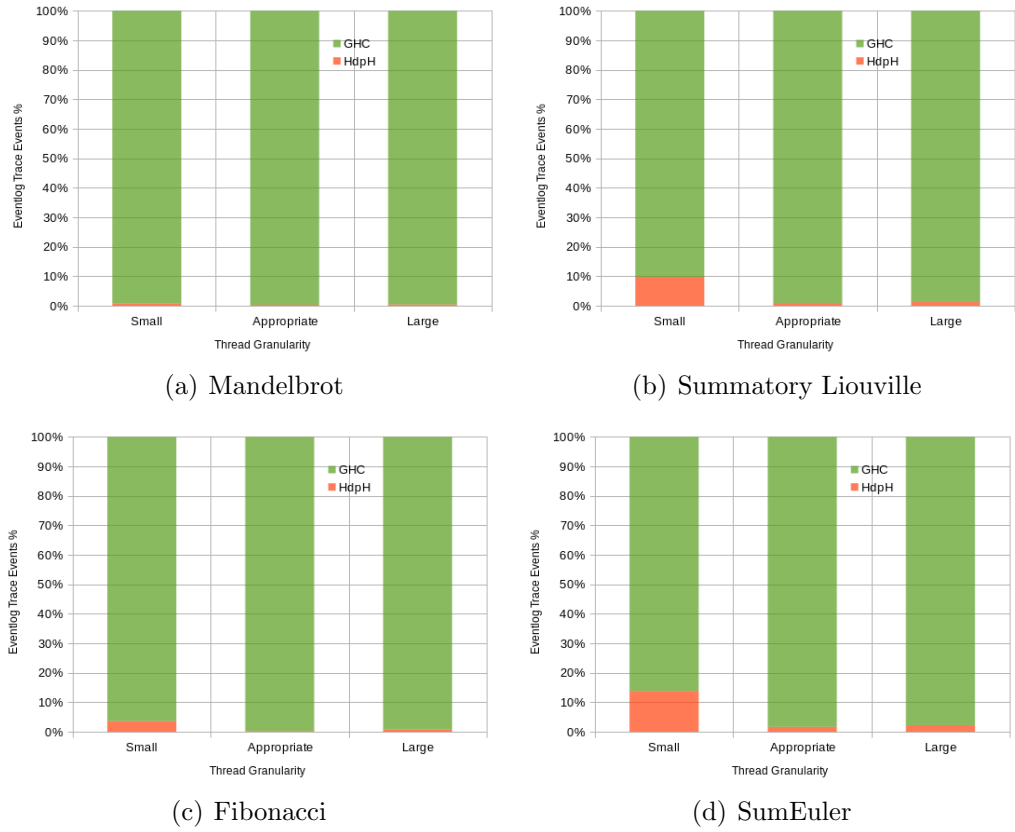 100%
90%
80%
70%
60%
50%
40%
30%
20%
10%
0%
Eventlog Trace Events %
GHC
HdpH
Small Appropriate Large
Thread Granularity
(a) Mandelbrot
100%
90%
80%
70%
60%
50%
40%
30%
20%
10%
0%
Eventlog Trace Events %
GHC
HdpH
Small Appropriate Large
Thread Granularity
(b) Summatory Liouville
100%
90%
80%
70%
60%
50%
40%
30%
20%
10%
0%
Eventlog Trace Events %
GHC
HdpH
Small Appropriate Large
Thread Granularity
(c) Fibonacci
100%
90%
80%
70%
60%
50%
40%
30%
20%
10%
0%
Eventlog Trace Events %
GHC
HdpH
Small Appropriate Large
Thread Granularity
(d) SumEuler